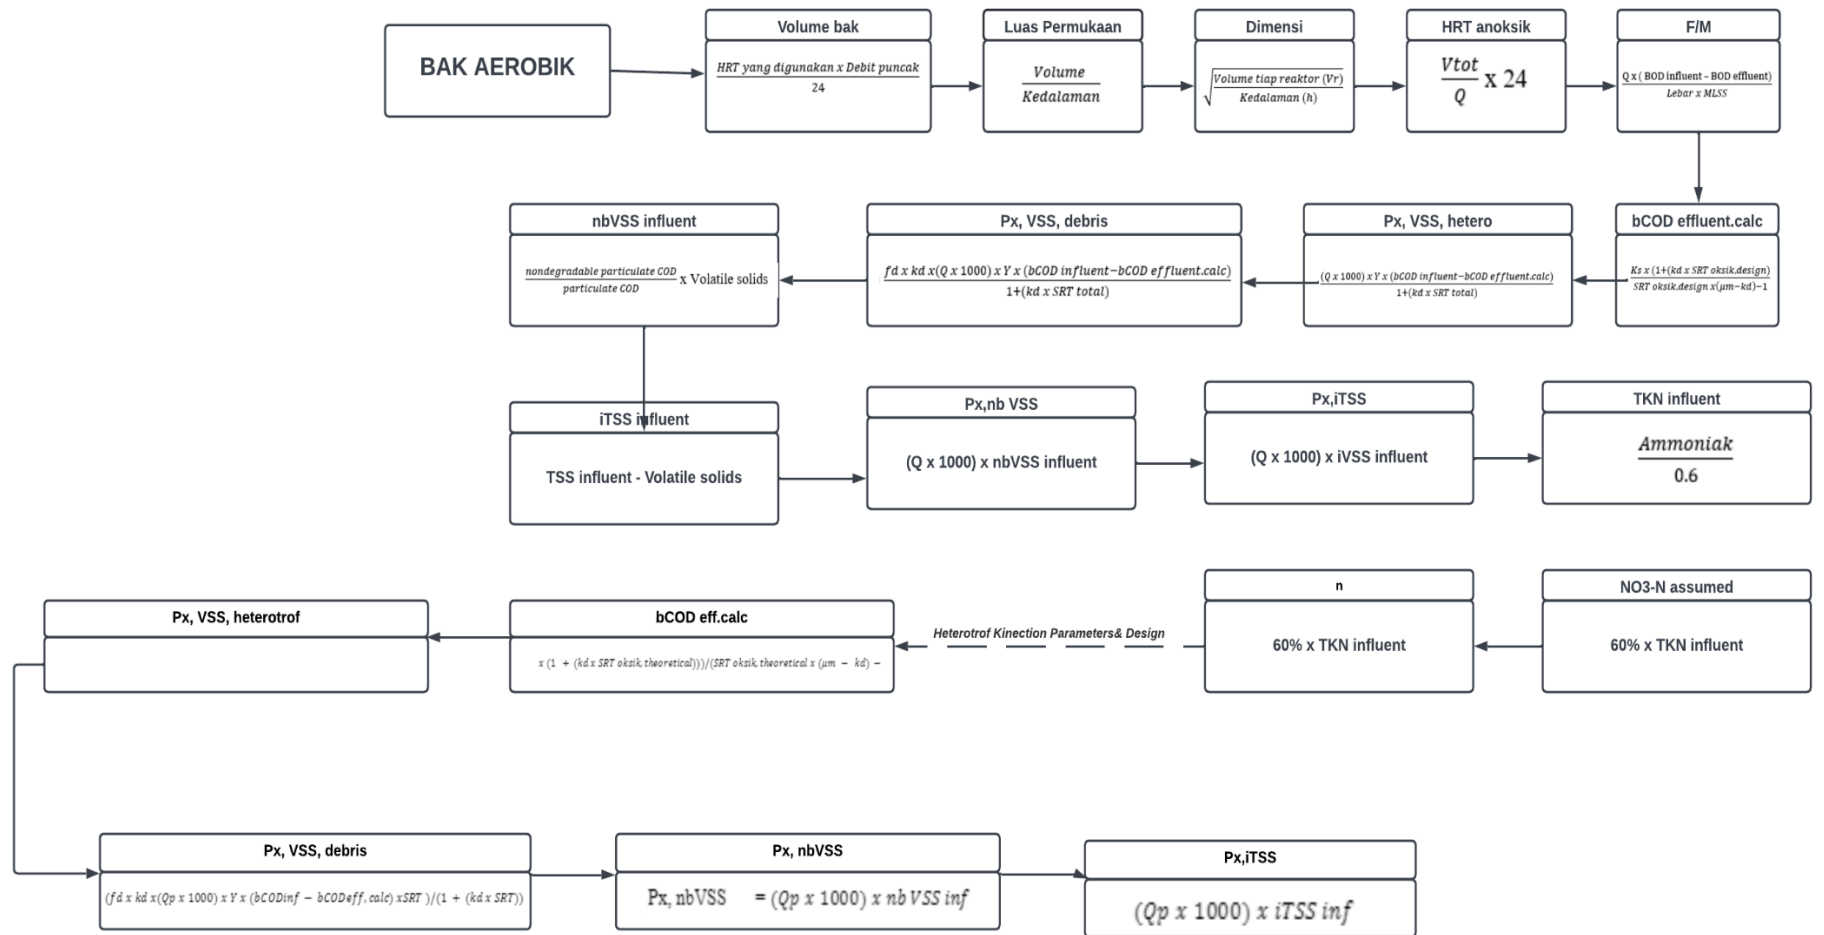 BAK AEROBIK
Volume bak
HRT yang digunakan x Debit puncak
24
Luas Permukaan
Volume
Kedalaman
Dimensi
√ Volume tiap reaktor (Vr)
Kedalaman (h)
HRT anoksik
Vtot
Q
x 24
F/M
Q x ( BOD influent – BOD effluent)
Lebar x MLSS
bCOD effluent.calc
Ks x (1+(kd x SRT oksik,design)
SRT oksik,design x(μm−kd)−1
Px, VSS, hetero
(Q x 1000) x Y x (bCOD influent−bCOD effluent.calc)
1+(kd x SRT total)
Px, VSS, debris
fd x kd x(Q x 1000) x Y x (bCOD influent−bCOD effluent.calc)
1+(kd x SRT total)
nbVSS influent
nondegradable particulate COD
particulate COD
x Volatile solids
iTSS influent
TSS influent - Volatile solids
Px,nb VSS
(Q x 1000) x nbVSS influent
Px,iTSS
(Q x 1000) x iVSS influent
TKN influent
Ammoniak
0.6
NO3-N assumed
60% x TKN influent
n
60% x TKN influent
Heterotrof Kinection Parameters& Design
bCOD eff.calc
x (1 + (kd x SRT oksik,theoretical)))/(SRT oksik,theoretical x (μm − kd) −
Px, VSS, heterotrof
Px, VSS, debris
(fd x kd x(Qp x 1000) x Y x (bCODinf − bCODeff, calc) xSRT )/(1 + (kd x SRT))
Px, nbVSS
Px, nbVSS = (Qp x 1000) x nb VSS inf
Px,iTSS
(Qp x 1000) x iTSS inf